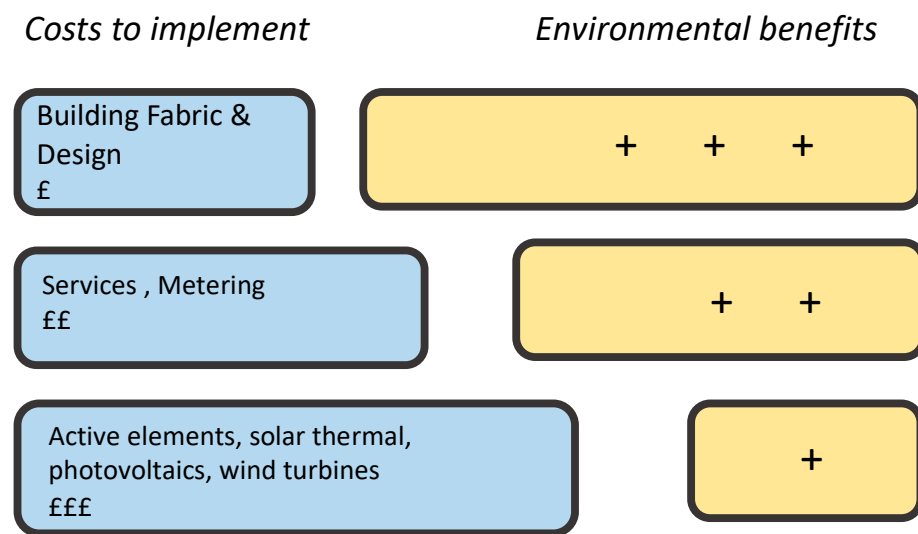 Costs to implement
Environmental benefits
Building Fabric &
Design
£
+ + +
Services , Metering
££
+ +
Active elements, solar thermal,
photovoltaics, wind turbines
£££
+